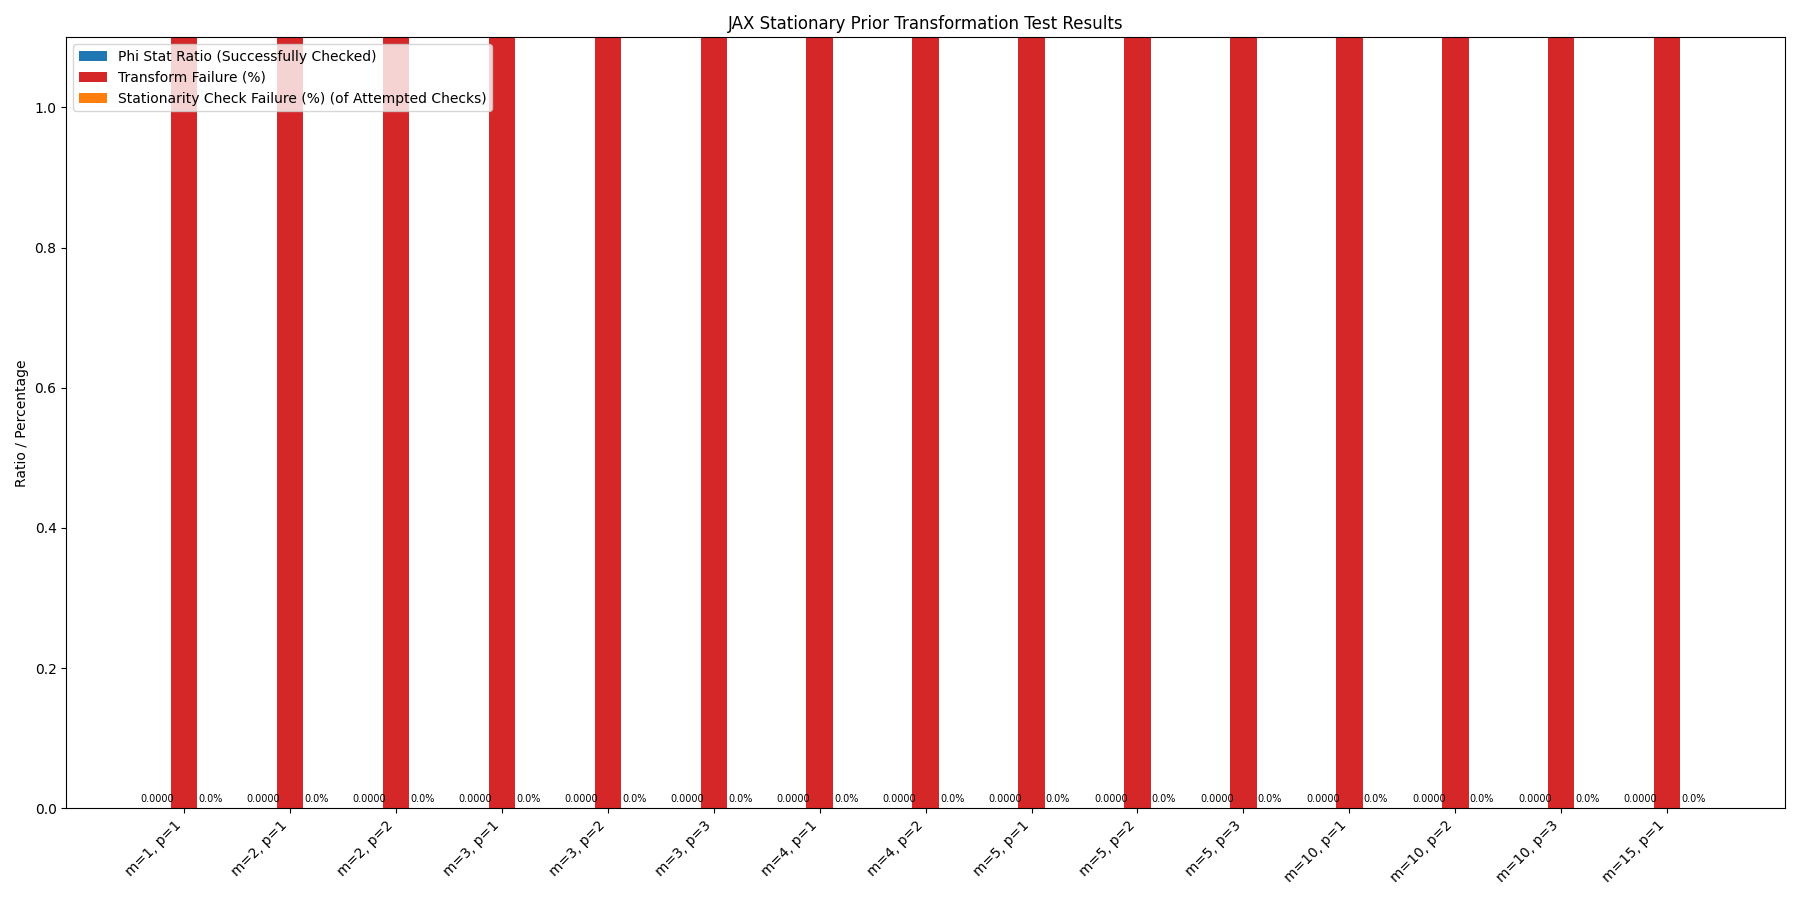 JAX Stationary Prior Transformation Test Results
Phi Stat Ratio (Successfully Checked)
Transform Failure (%)
Stationarity Check Failure (%) (of Attempted Checks)
Ratio / Percentage
1.0
0.8
0.6
0.4
0.2
0.0
0.0000 0.0% 0.0000 0.0% 0.0000 0.0% 0.0000 0.0% 0.0000 0.0% 0.0000 0.0% 0.0000 0.0% 0.0000 0.0% 0.0000 0.0% 0.0000 0.0% 0.0000 0.0% 0.0000 0.0% 0.0000 0.0% 0.0000 0.0% 0.0000 0.0%
m=1, p=1
m=2, p=1
m=2, p=2
m=3, p=1
m=3, p=2
m=3, p=3
m=4, p=1
m=4, p=2
m=5, p=1
m=5, p=2
m=5, p=3
m=10, p=1
m=10, p=2
m=10, p=3
m=15, p=1